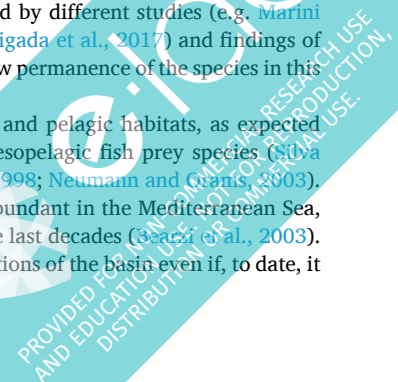 d by different studies (e.g. Marini
igada et al., 2017) and findings of
w permanence of the species in this
and pelagic habitats, as expected
esopelagic fish prey species (Silva
998; Neumann and Orams, 2003).
bundant in the Mediterranean Sea,
e last decades (Bearzi et al., 2003).
tions of the basin even if, to date, it
e.jo
PROVIDED FOR NON-COMMERCIAL RESEARCH USE
AND EDUCATION USE. NOT FOR REPRODUCTION,
DISTRIBUTION OR COMMERCIAL USE.